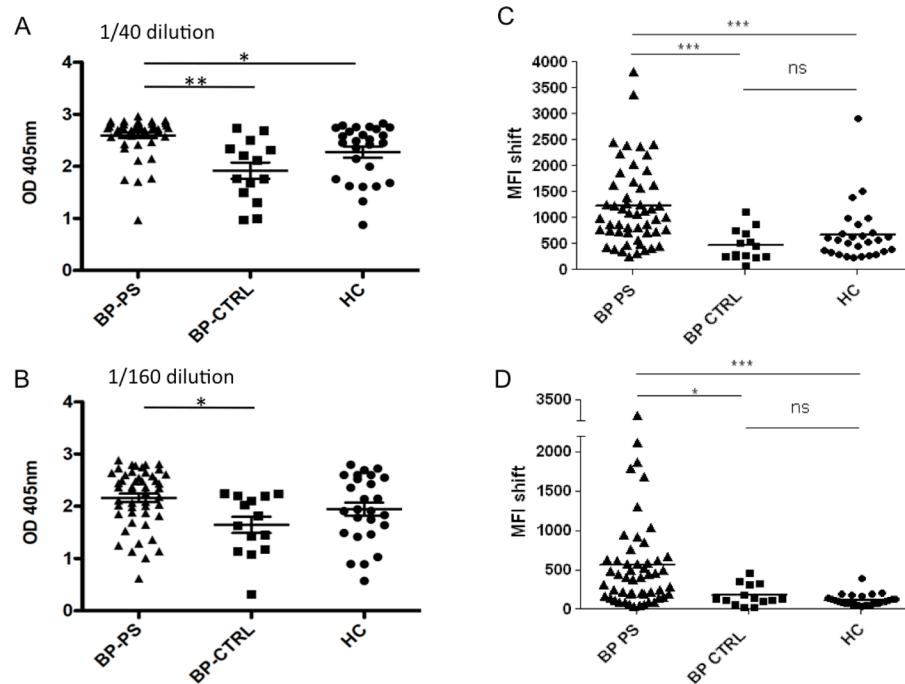 A
1/40 dilution
*
**
4
3
2
1
0
OD 405nm
BP-PS
BP-CTRL
HC
B
1/160 dilution
*
4
3
2
1
0
OD 405nm
BP-PS
BP-CTRL
HC
C
***
***
ns
4000
3500
3000
2500
2000
1500
1000
500
0
MFI shift
BP PS
BP CTRL
HC
D
***
*
ns
3500
2000
1500
1000
500
0
MFI shift
BP PS
BP CTRL
HC